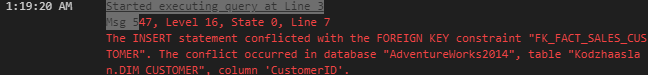 1:19:20 AM Started executing query at Line 3
Msg 547, Level 16, State 0, Line 7
The INSERT statement conflicted with the FOREIGN KEY constraint "FK_FACT_SALES_CUS
TOMER". The conflict occurred in database "AdventureWorks2014", table "Kodzhaasla
n.DIM_CUSTOMER", column 'CustomerID'.